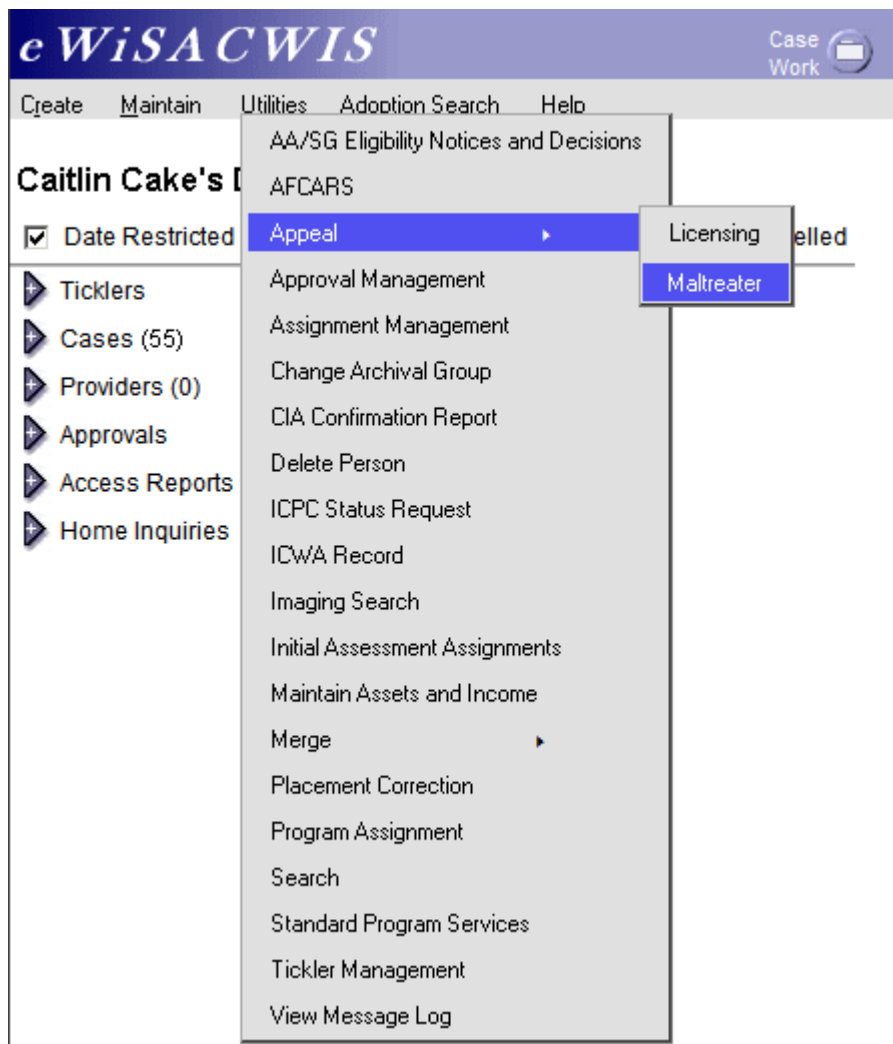 eWiSACWIS
Case
Work
Create Maintain Utilities Adoption Search Help
Caitlin Cake's
Date Restricted
elled
Ticklers
Cases (55)
Providers (0)
Approvals
Access Reports
Home Inquiries
AA/SG Eligibility Notices and Decisions
AFCARS
Appeal
Approval Management
Assignment Management
Change Archival Group
CIA Confirmation Report
Delete Person
ICPC Status Request
ICWA Record
Imaging Search
Initial Assessment Assignments
Maintain Assets and Income
Merge
Placement Correction
Program Assignment
Search
Standard Program Services
Tickler Management
View Message Log
Licensing
Maltreater